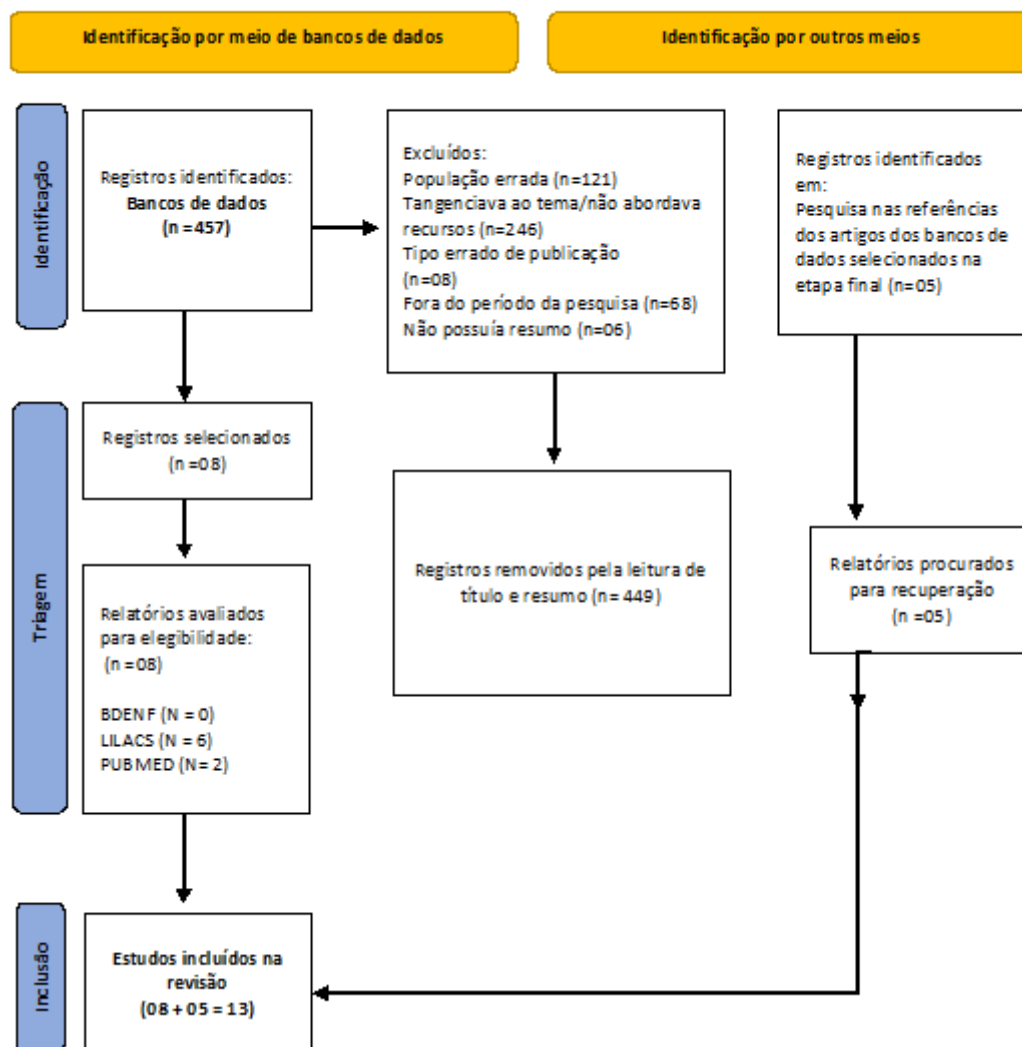 Identificação por meio de bancos de dados
Identificação por outros meios
Identificação
Registros identificados:
Bancos de dados
(n =457)
Excluídos:
População errada (n=121)
Tangenciava ao tema/não abordava
recursos (n=246)
Tipo errado de publicação
(n=08)
Fora do período da pesquisa (n=68)
Não possuía resumo (n=06)
Registros identificados
em:
Pesquisa nas referências
dos artigos dos bancos de
dados selecionados na
etapa final (n=05)
Triagem
Registros selecionados
(n =08)
Registros removidos pela leitura de
título e resumo (n= 449)
Relatórios procurados
para recuperação
(n =05)
Relatórios avaliados
para elegibilidade:
(n =08)
BDENF (N = 0)
LILACS (N = 6)
PUBMED (N= 2)
Inclusão
Estudos incluídos na
revisão
(08 + 05 = 13)